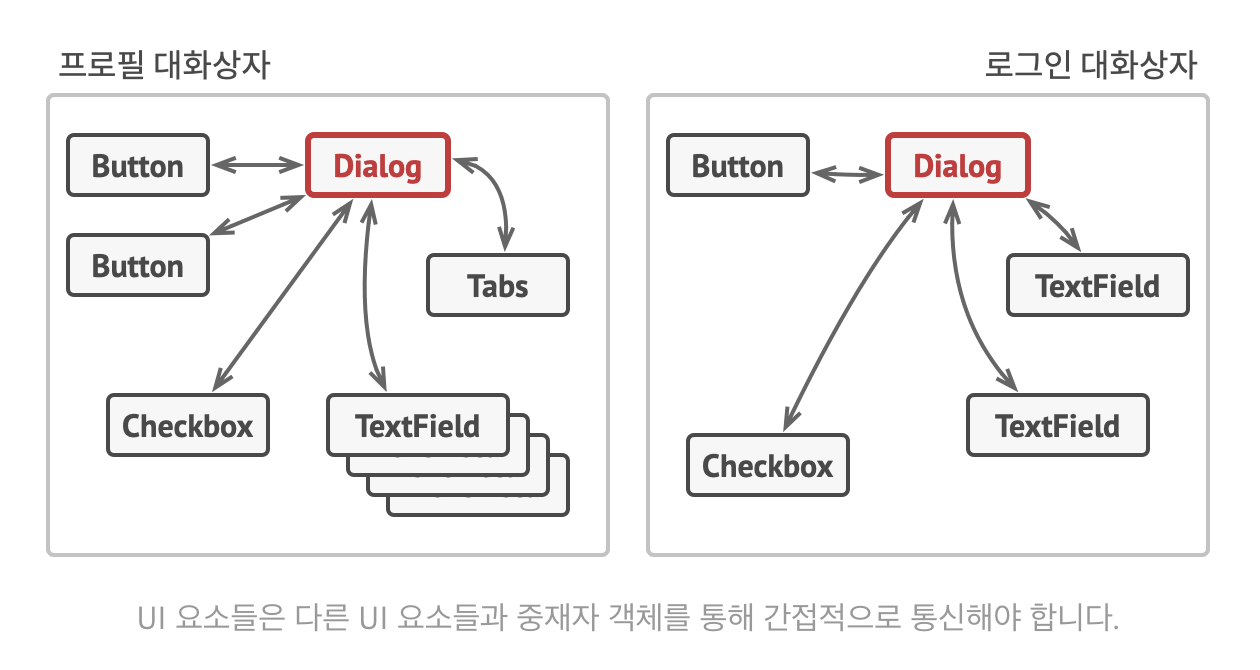 프로필 대화상자
로그인 대화상자
Button
Dialog
Button
Tabs
Checkbox
TextField
Button
Dialog
TextField
TextField
Checkbox
UI 요소들은 다른 UI 요소들과 중재자 객체를 통해 간접적으로 통신해야 합니다.